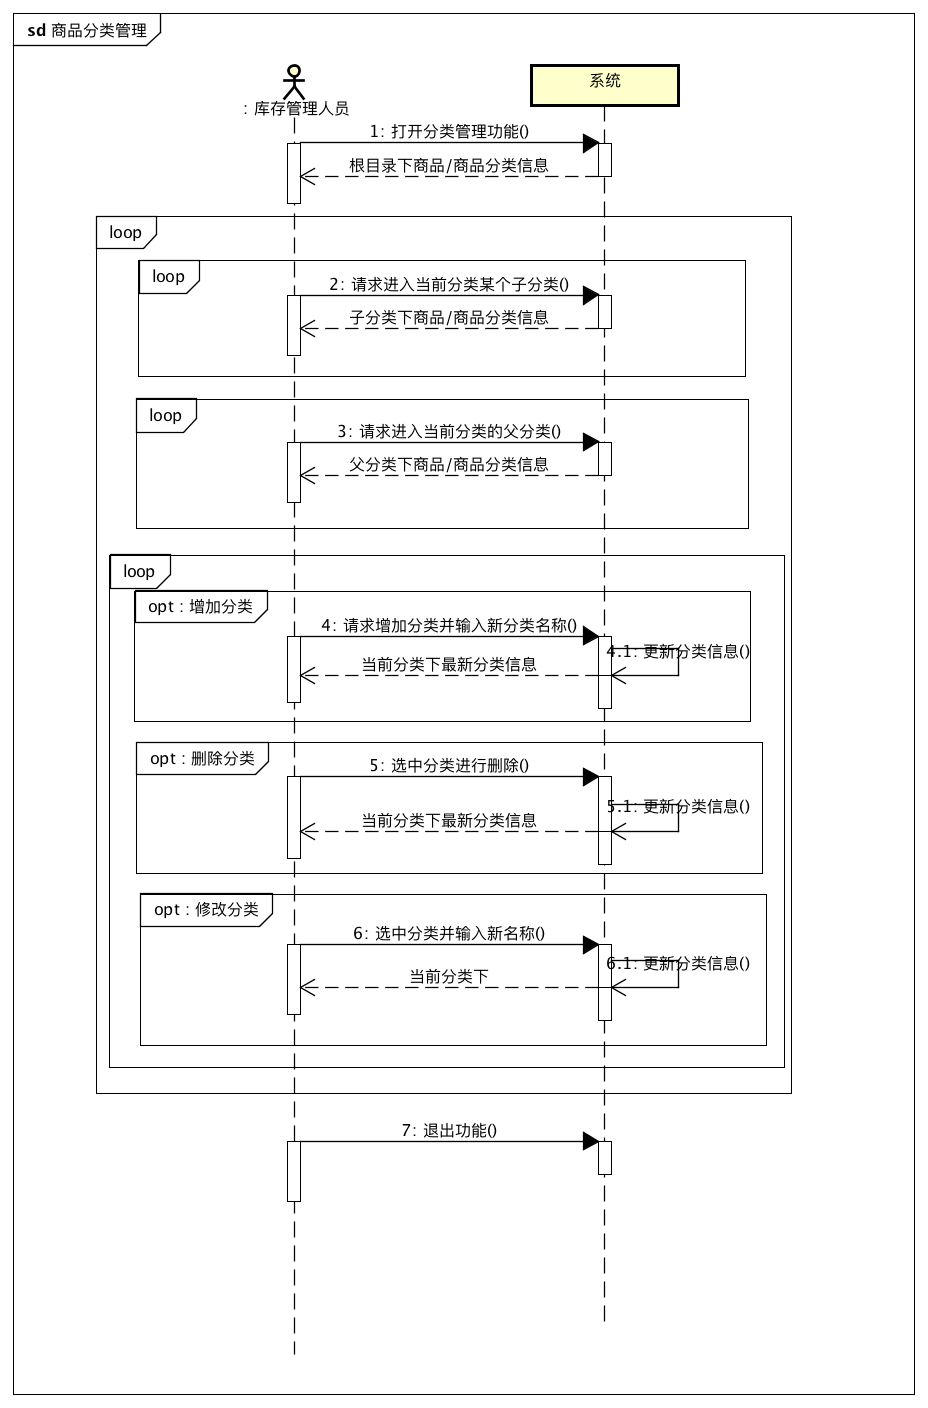 sd 商品分类管理
: 库存管理人员
系统
1: 打开分类管理功能()
根目录下商品/商品分类信息
loop
loop
2: 请求进入当前分类某个子分类()
子分类下商品/商品分类信息
loop
3: 请求进入当前分类的父分类()
父分类下商品/商品分类信息
loop
opt : 增加分类
4: 请求增加分类并输入新分类名称()
4.1: 更新分类信息()
当前分类下最新分类信息
opt : 删除分类
5: 选中分类进行删除()
5.1: 更新分类信息()
当前分类下最新分类信息
opt : 修改分类
6: 选中分类并输入新名称()
6.1: 更新分类信息()
当前分类下
7: 退出功能()